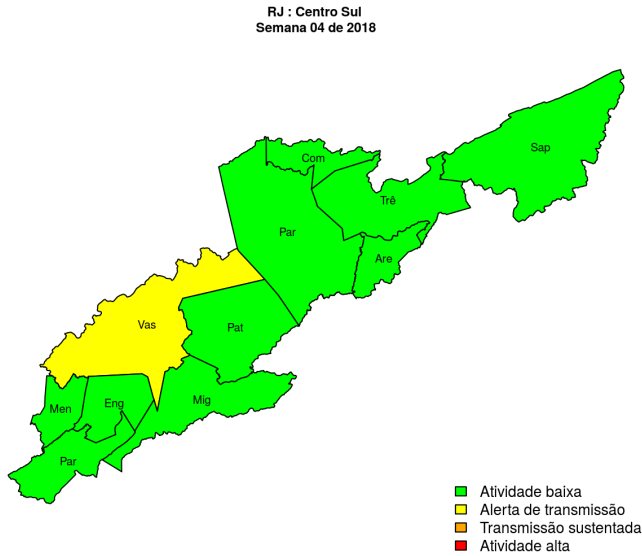 RJ : Centro Sul
Semana 04 de 2018
Sap
Com
Trê
Par
Are
Vas
Pat
Men
Eng
Mig
Par
Atividade baixa
Alerta de transmissão
Transmissão sustentada
Atividade alta